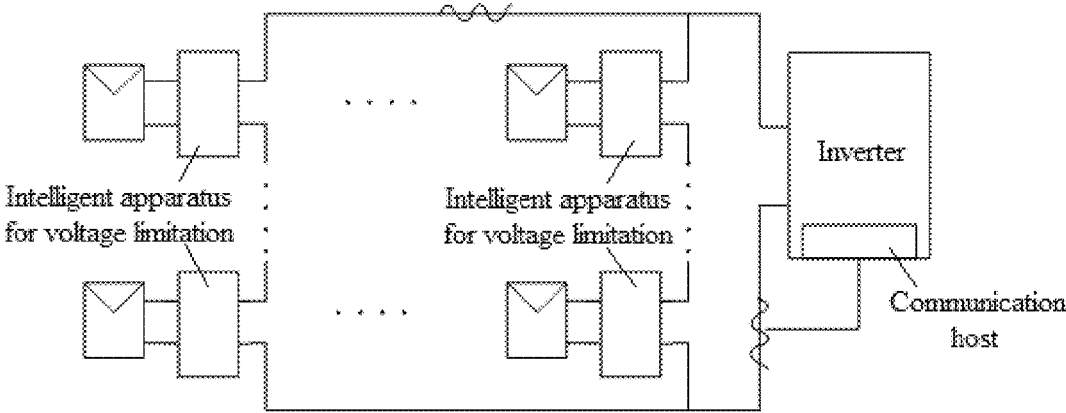 Inverter
Intelligent apparatus
for voltage limitation
Intelligent apparatus
for voltage limitation
Communication
host